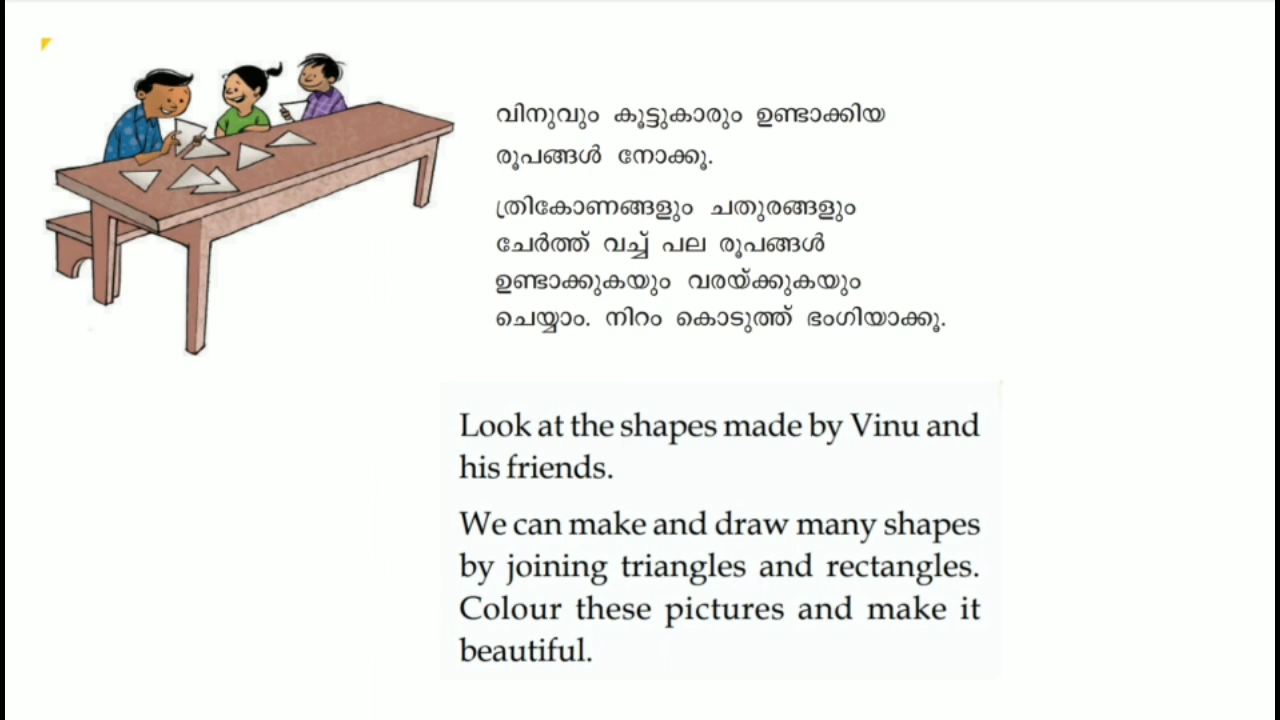 വിനുവും കൂട്ടുകാരും ഉണ്ടാക്കിയ
രൂപങ്ങൾ നോക്കൂ.
ത്രികോണങ്ങളും ചതുരങ്ങളും
ചേർത്ത് വച്ച് പല രൂപങ്ങൾ
ഉണ്ടാക്കുകയും വരയ്ക്കുകയും
ചെയ്യാം. നിറം കൊടുത്ത് ഭംഗിയാക്കൂ.
Look at the shapes made by Vinu and
his friends.
We can make and draw many shapes
by joining triangles and rectangles.
Colour these pictures and make it
beautiful.